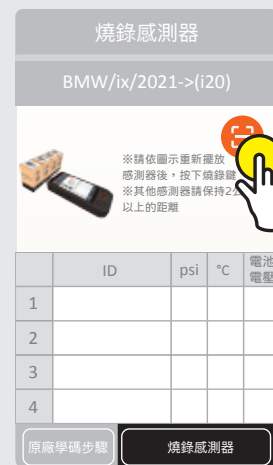 燒錄感測器
BMW/ix/2021->(i20)
※請依圖示重新擺放
感測器後，按下燒錄鍵
※其他感測器請保持2
以上的距離
ID psi °C 電池
電壓
1
2
3
4
原廠學碼步驟 燒錄感測器